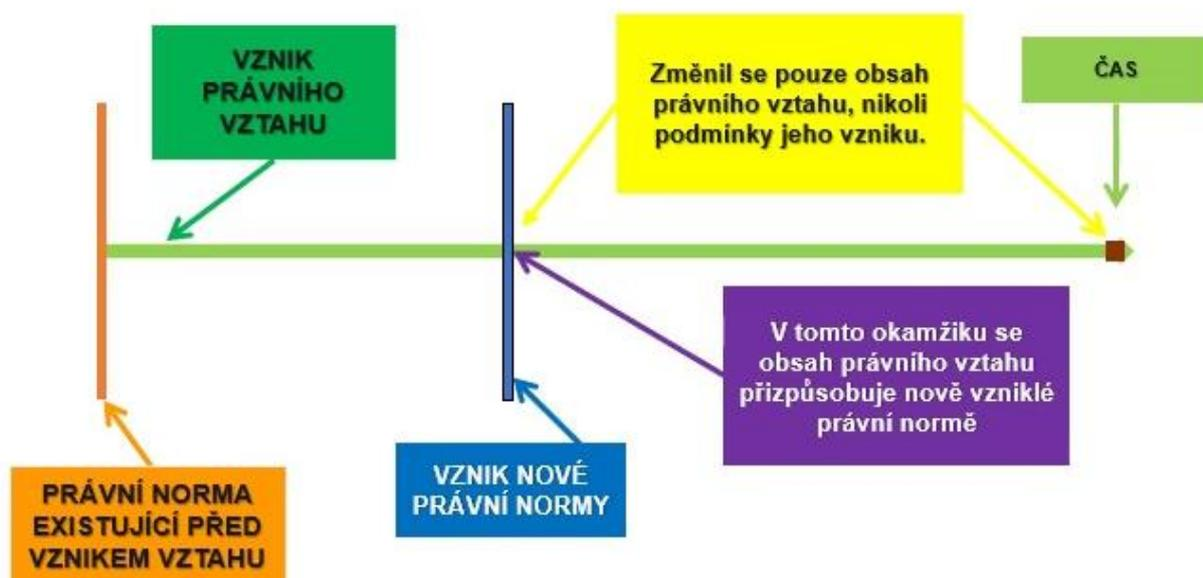 VZNIK
PRÁVNÍHO
VZTAHU
Změnil se pouze obsah
právního vztahu, nikoli
podmínky jeho vzniku.
ČAS
V tomto okamžiku se
obsah právního vztahu
přizpůsobuje nově vzniklé
právní normě
VZNIK NOVÉ
PRÁVNÍ NORMY
PRÁVNÍ NORMA
EXISTUJÍCÍ PŘED
VZNIKEM VZTAHU